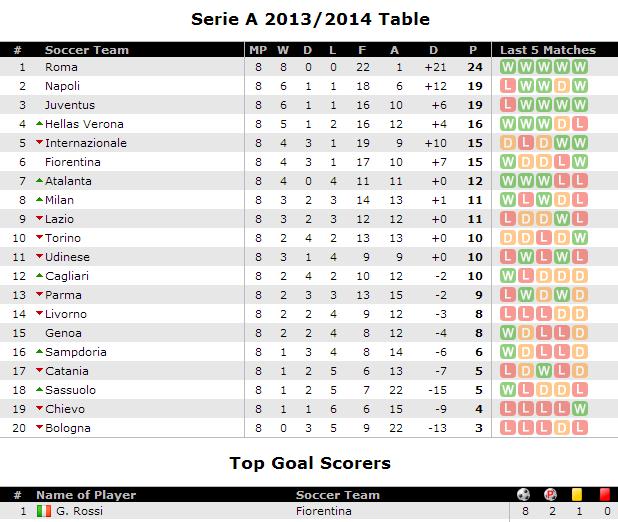 Serie A 2013/2014 Table
# Soccer Team MP W D L F A D P Last 5 Matches
1 Roma 8 8 0 0 22 1 +21 24 W W W W W
2 Napoli 8 6 1 1 18 6 +12 19 L W W D W
3 Juventus 8 6 1 1 16 10 +6 19 L W W W W
4 Hellas Verona 8 5 1 2 16 12 +4 16 W W W D L
5 Internazionale 8 4 3 1 19 9 +10 15 D L D W W
6 Fiorentina 8 4 3 1 17 10 +7 15 W D D L W
7 Atalanta 8 4 0 4 11 11 +0 12 W W W L L
8 Milan 8 3 2 3 14 13 +1 11 W L W D L
9 Lazio 8 3 2 3 12 12 +0 11 L D D W L
10 Torino 8 2 4 2 13 13 +0 10 D D L D W
11 Udinese 8 3 1 4 9 9 +0 10 L W L W L
12 Cagliari 8 2 4 2 10 12 -2 10 W L D D D
13 Parma 8 2 3 3 13 15 -2 9 L W D W D
14 Livorno 8 2 2 4 9 12 -3 8 L L L D D
15 Genoa 8 2 2 4 8 12 -4 8 W D L L D
16 Sampdoria 8 1 3 4 8 14 -6 6 W D L D D
17 Catania 8 1 2 5 6 13 -7 5 L D W L D
18 Sassuolo 8 1 2 5 7 22 -15 5 W L D D L
19 Chievo 8 1 1 6 6 15 -9 4 L L L L W
20 Bologna 8 0 3 5 9 22 -13 3 L L L D L
Top Goal Scorers
# Name of Player Soccer Team P
1 G. Rossi Fiorentina 8 2 1 0